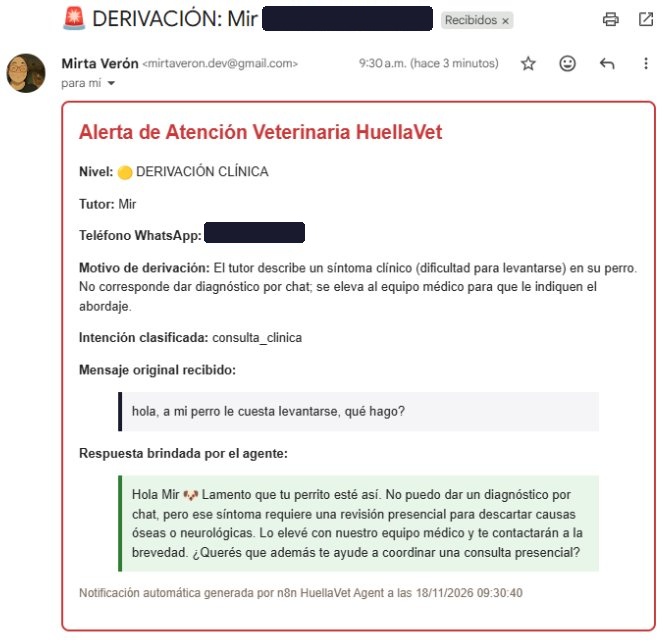 🚨 DERIVACIÓN: Mir
Recibidos ×
Mirta Verón <mirtaveron.dev@gmail.com>
9:30 a.m. (hace 3 minutos)
para mí
Alerta de Atención Veterinaria HuellaVet
Nivel: 🟡 DERIVACIÓN CLÍNICA
Tutor: Mir
Teléfono WhatsApp:
Motivo de derivación: El tutor describe un síntoma clínico (dificultad para levantarse) en su perro.
No corresponde dar diagnóstico por chat; se eleva al equipo médico para que le indiquen el
abordaje.
Intención clasificada: consulta_clinica
Mensaje original recibido:
hola, a mi perro le cuesta levantarse, qué hago?
Respuesta brindada por el agente:
Hola Mir 🐶 Lamento que tu perrito esté así. No puedo dar un diagnóstico por
chat, pero ese síntoma requiere una revisión presencial para descartar causas
óseas o neurológicas. Lo elevé con nuestro equipo médico y te contactarán a la
brevedad. ¿Querés que además te ayude a coordinar una consulta presencial?
Notificación automática generada por n8n HuellaVet Agent a las 18/11/2026 09:30:40